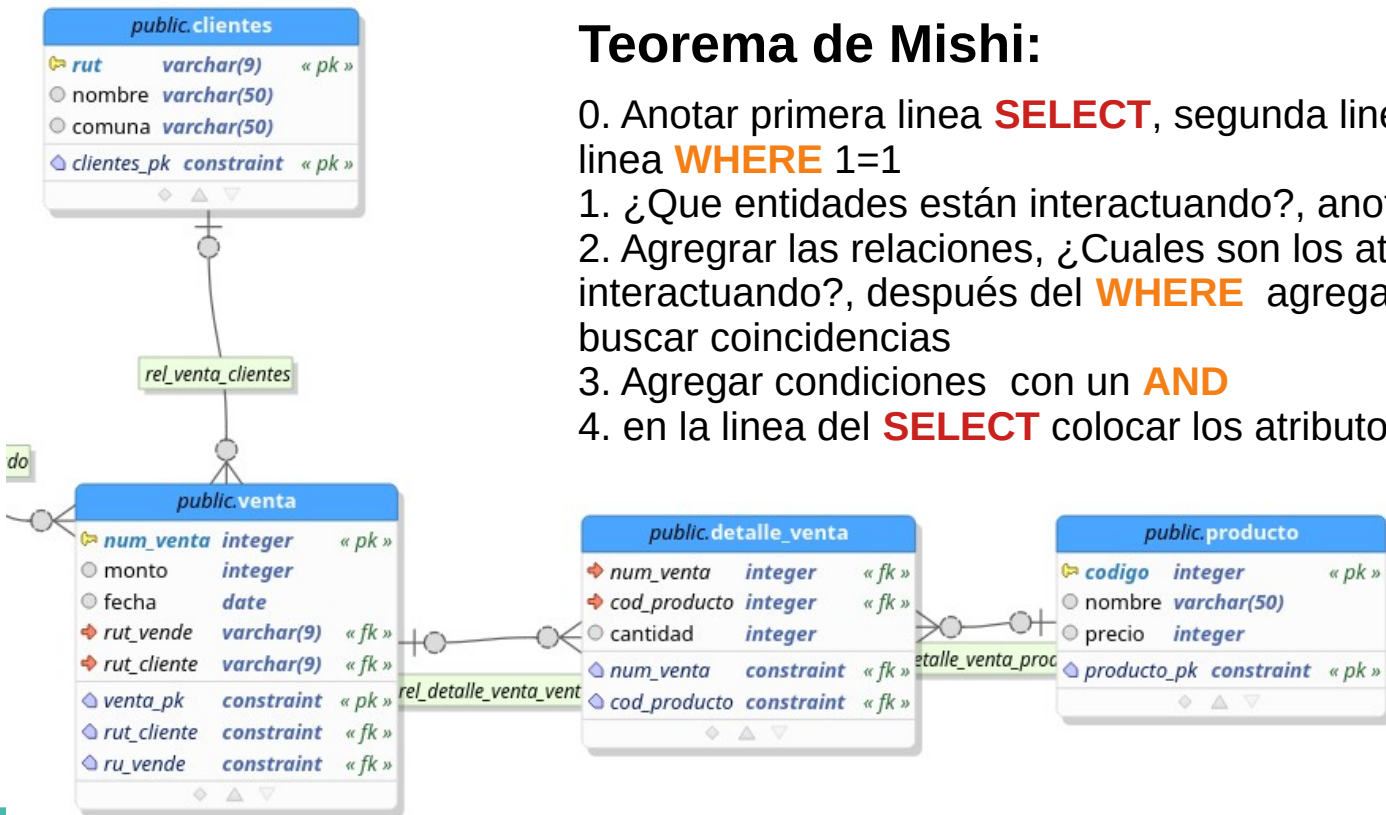 public.clientes
rut varchar(9) « pk »
nombre varchar(50)
comuna varchar(50)
clientes_pk constraint « pk »
Teorema de Mishi:
0. Anotar primera linea SELECT, segunda
linea WHERE 1=1
1. ¿Que entidades están interactuando?,
2. Agregrar las relaciones, ¿Cuales son los
interactuando?, después del WHERE
buscar coincidencias
3. Agregar condiciones con un AND
4. en la linea del SELECT colocar los
rel_venta_clientes
do
public.venta
num_venta integer « pk »
monto integer
fecha date
rut_vende varchar(9) « fk »
rut_cliente varchar(9) « fk »
venta_pk constraint « pk »
rut_cliente constraint « fk »
ru_vende constraint « fk »
rel_detalle_venta_vent
public.detalle_venta
num_venta integer « fk »
cod_producto integer « fk »
cantidad integer
num_venta constraint « fk »
cod_producto constraint « fk »
etalle_venta_prod
public.producto
codigo integer « pk »
nombre varchar(50)
precio integer
producto_pk constraint « pk »